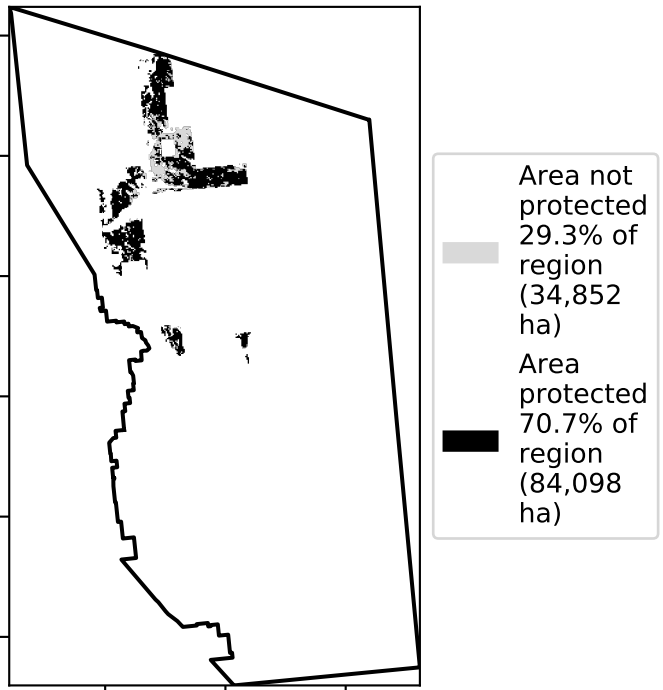 Area not
protected
29.3% of
region
(34,852
ha)
Area
protected
70.7% of
region
(84,098
ha)